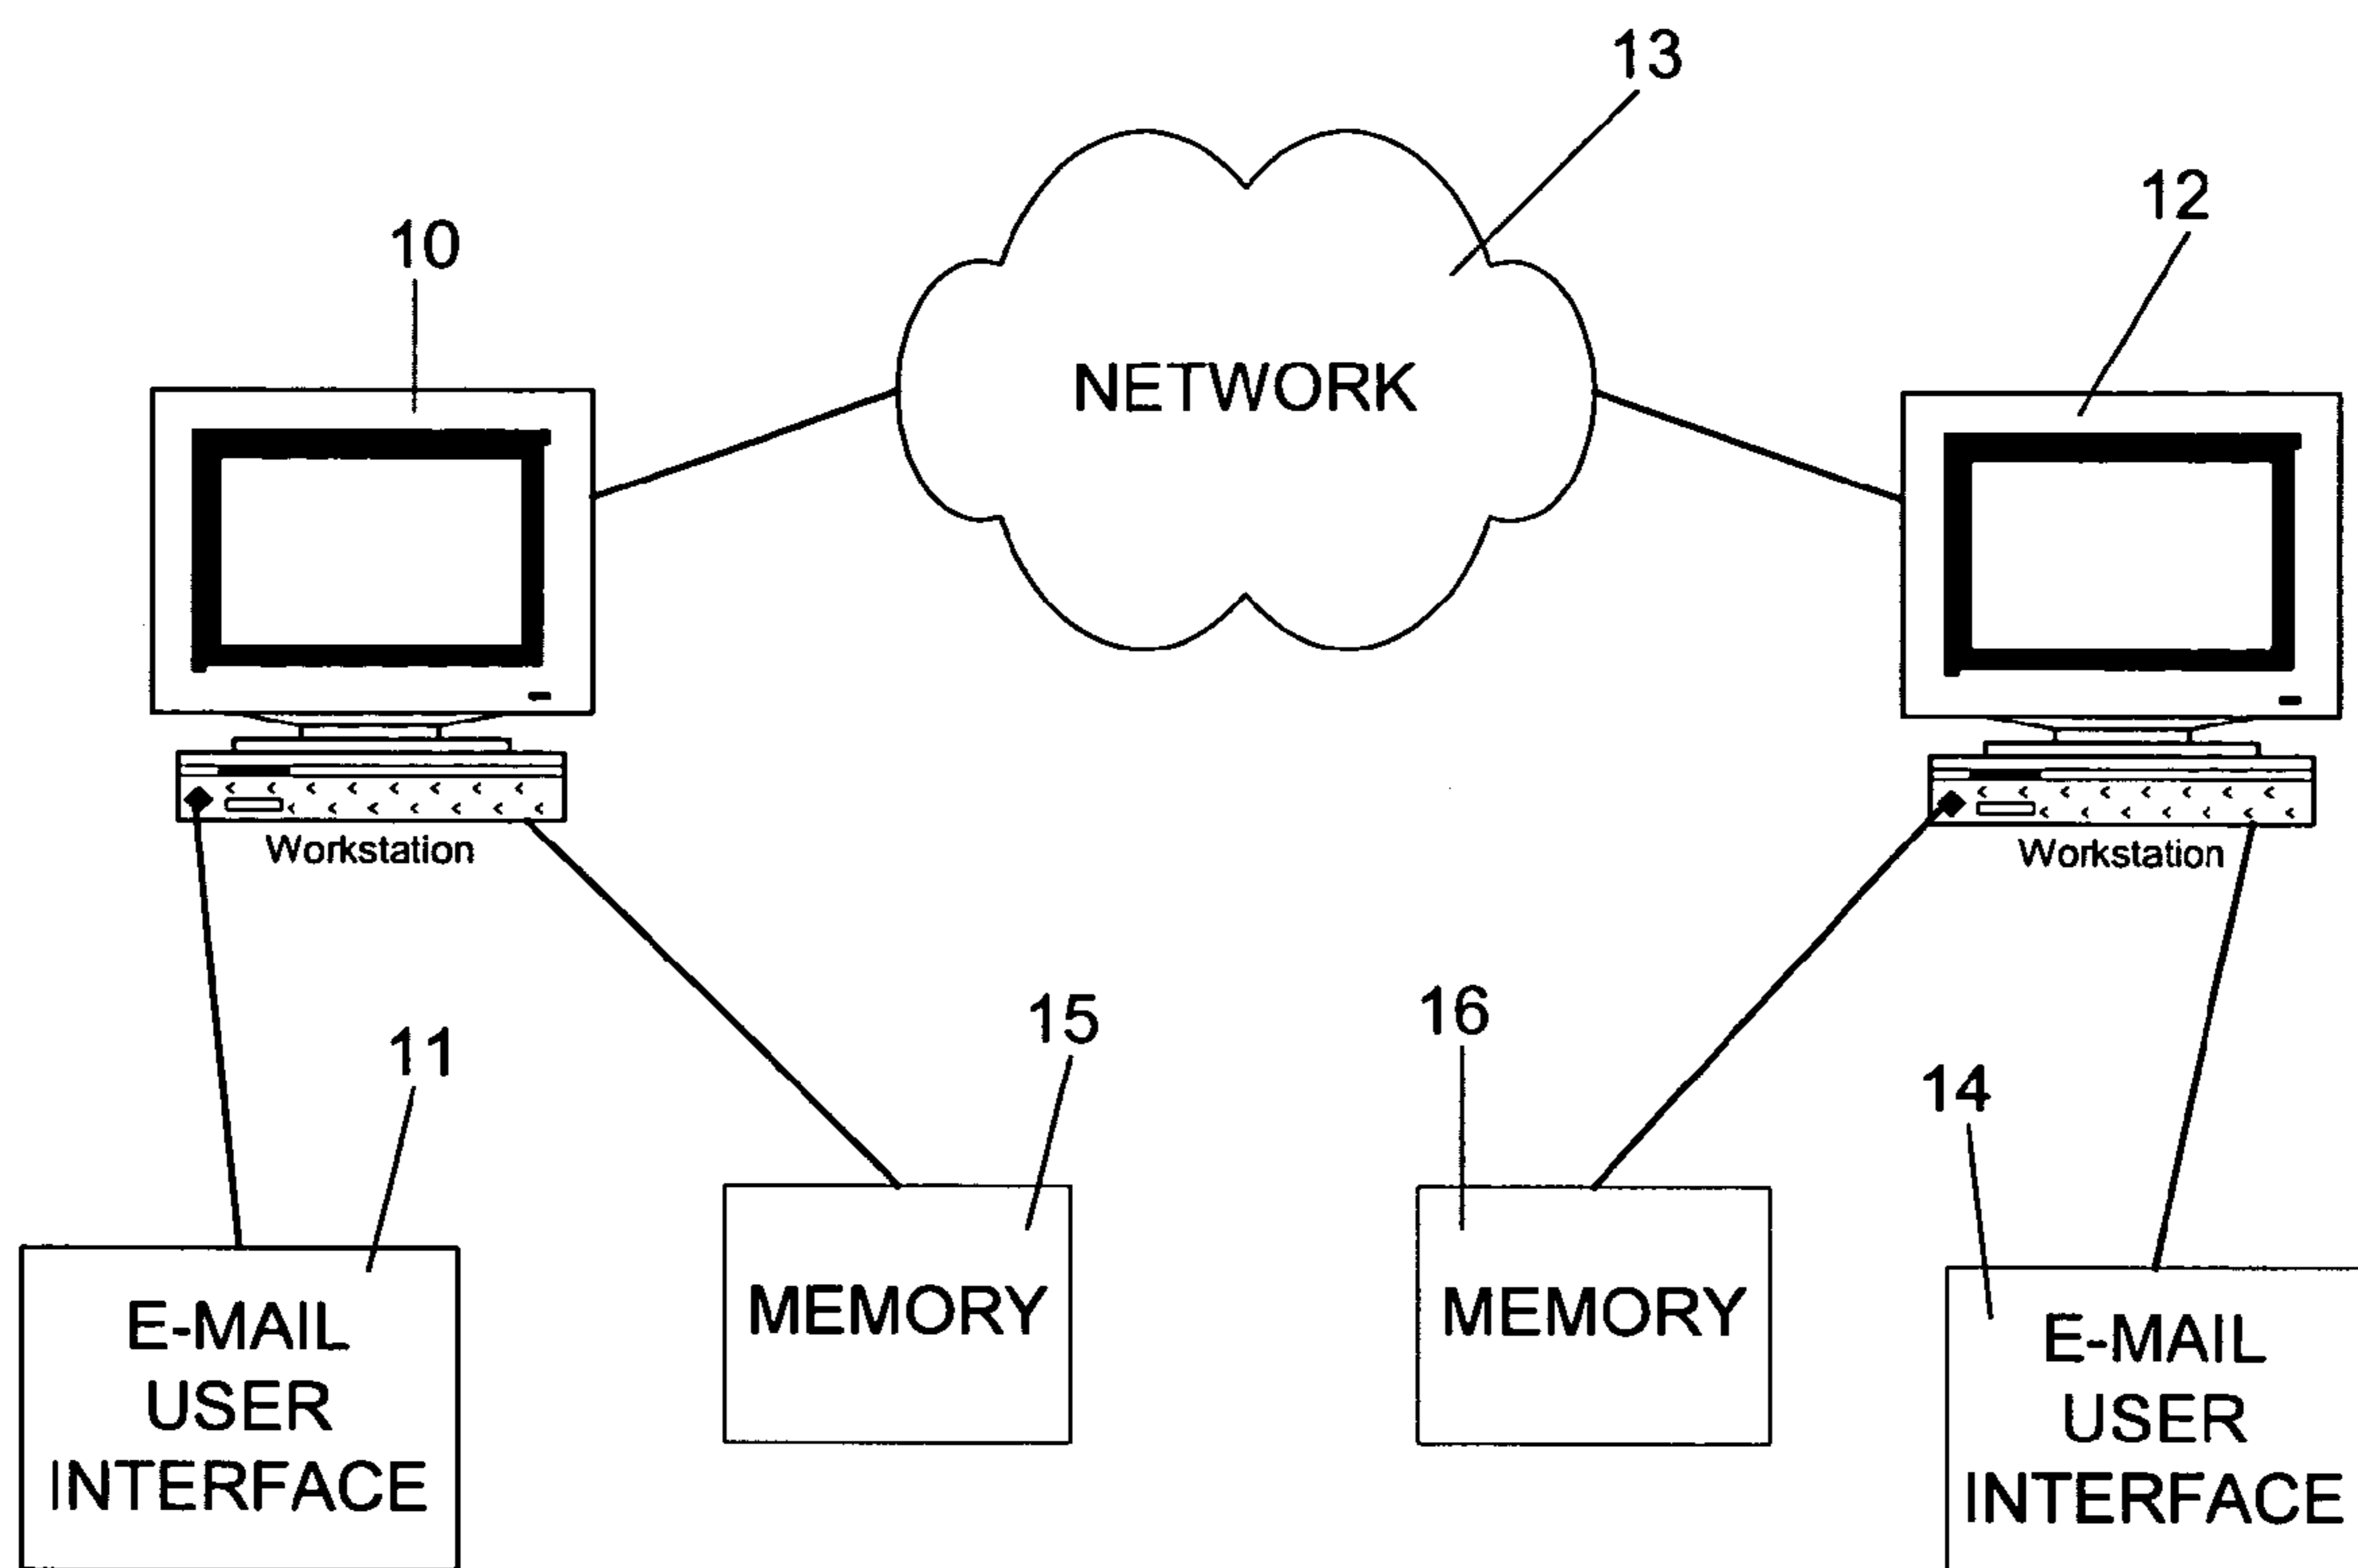 13
12
10
NETWORK
Workstation
Workstation
15
16
11
14
MEMORY
MEMORY
E-MAIL
USER
INTERFACE
E-MAIL
USER
INTERFACE